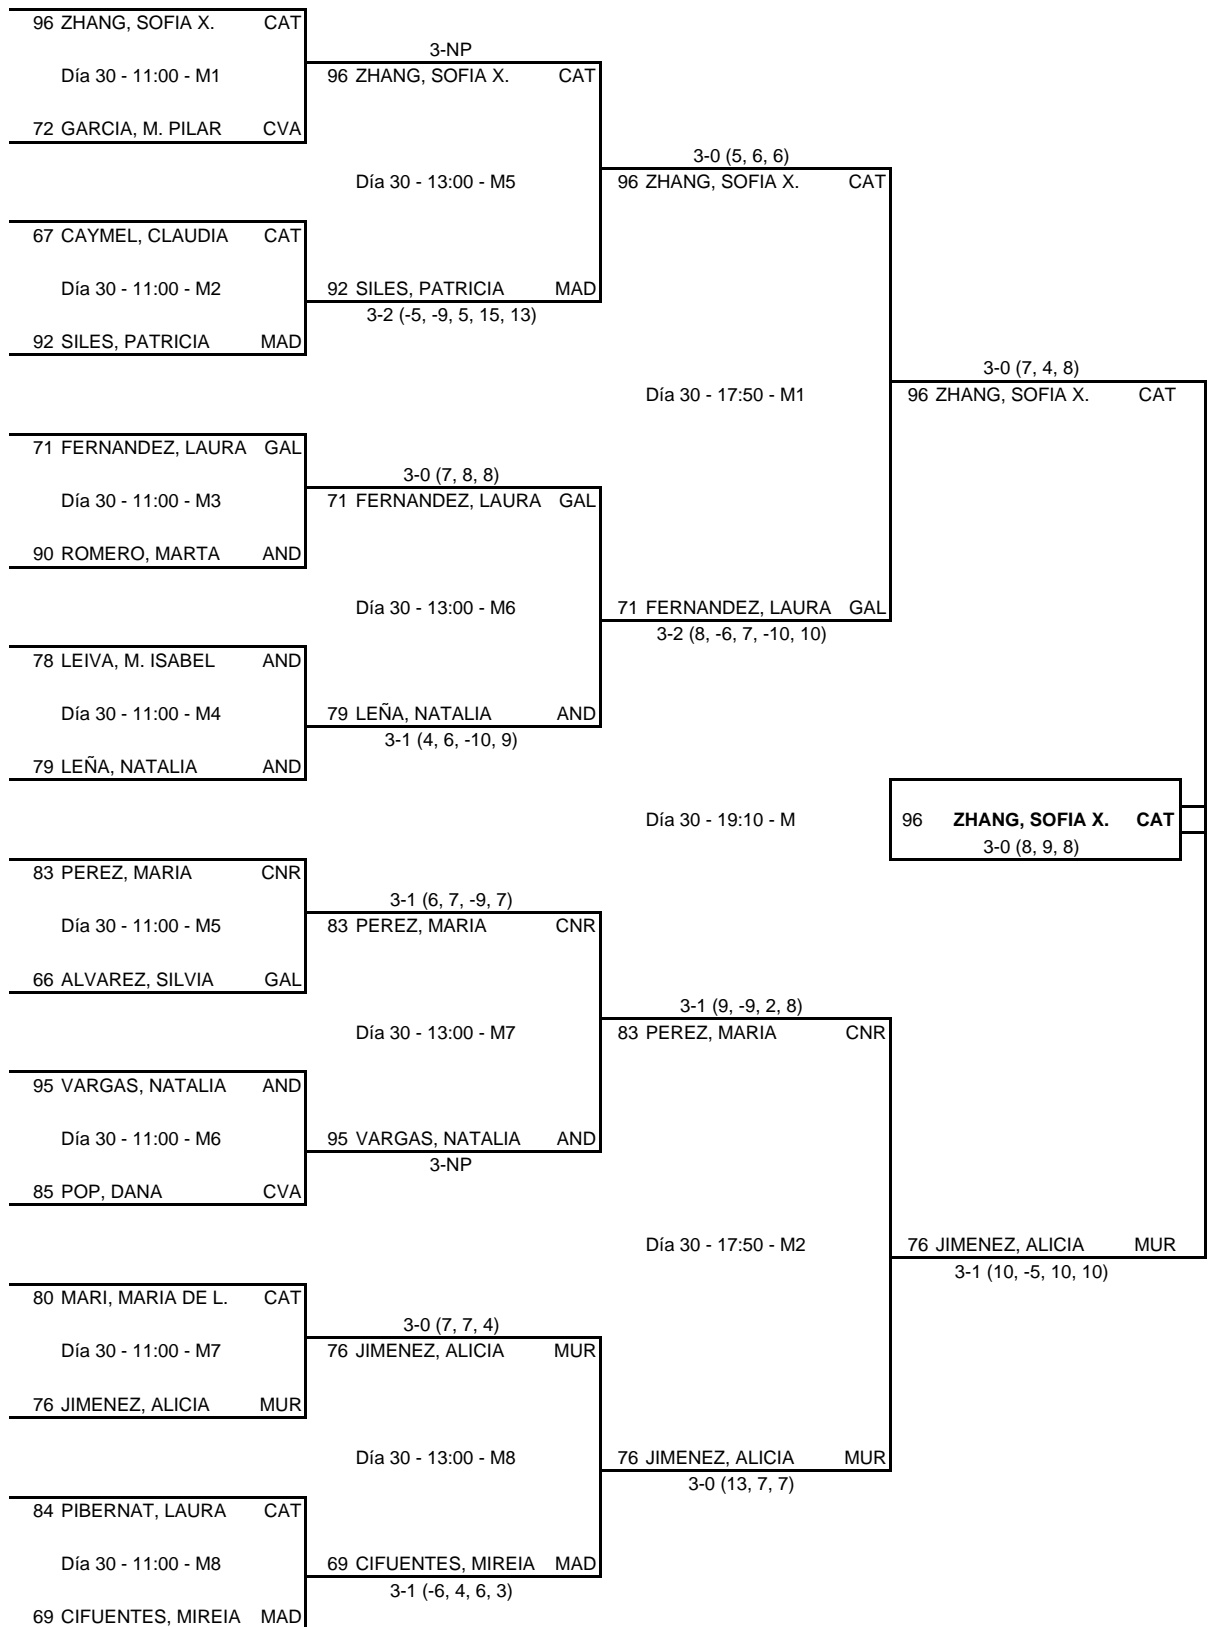 96 ZHANG, SOFIA X. CAT
3-NP
Día 30 - 11:00 - M1
96 ZHANG, SOFIA X. CAT
72 GARCIA, M. PILAR CVA
3-0 (5, 6, 6)
Día 30 - 13:00 - M5
96 ZHANG, SOFIA X. CAT
67 CAYMEL, CLAUDIA CAT
Día 30 - 11:00 - M2
92 SILES, PATRICIA MAD
3-2 (-5, -9, 5, 15, 13)
92 SILES, PATRICIA MAD
3-0 (7, 4, 8)
Día 30 - 17:50 - M1
96 ZHANG, SOFIA X. CAT
71 FERNANDEZ, LAURA GAL
3-0 (7, 8, 8)
Día 30 - 11:00 - M3
71 FERNANDEZ, LAURA GAL
90 ROMERO, MARTA AND
Día 30 - 13:00 - M6
71 FERNANDEZ, LAURA GAL
3-2 (8, -6, 7, -10, 10)
78 LEIVA, M. ISABEL AND
Día 30 - 11:00 - M4
79 LEÑA, NATALIA AND
3-1 (4, 6, -10, 9)
79 LEÑA, NATALIA AND
Día 30 - 19:10 - M
96 ZHANG, SOFIA X. CAT
3-0 (8, 9, 8)
83 PEREZ, MARIA CNR
3-1 (6, 7, -9, 7)
Día 30 - 11:00 - M5
83 PEREZ, MARIA CNR
66 ALVAREZ, SILVIA GAL
3-1 (9, -9, 2, 8)
Día 30 - 13:00 - M7
83 PEREZ, MARIA CNR
95 VARGAS, NATALIA AND
Día 30 - 11:00 - M6
95 VARGAS, NATALIA AND
3-NP
85 POP, DANA CVA
Día 30 - 17:50 - M2
76 JIMENEZ, ALICIA MUR
3-1 (10, -5, 10, 10)
80 MARI, MARIA DE L. CAT
3-0 (7, 7, 4)
Día 30 - 11:00 - M7
76 JIMENEZ, ALICIA MUR
76 JIMENEZ, ALICIA MUR
Día 30 - 13:00 - M8
76 JIMENEZ, ALICIA MUR
3-0 (13, 7, 7)
84 PIBERNAT, LAURA CAT
Día 30 - 11:00 - M8
69 CIFUENTES, MIREIA MAD
3-1 (-6, 4, 6, 3)
69 CIFUENTES, MIREIA MAD